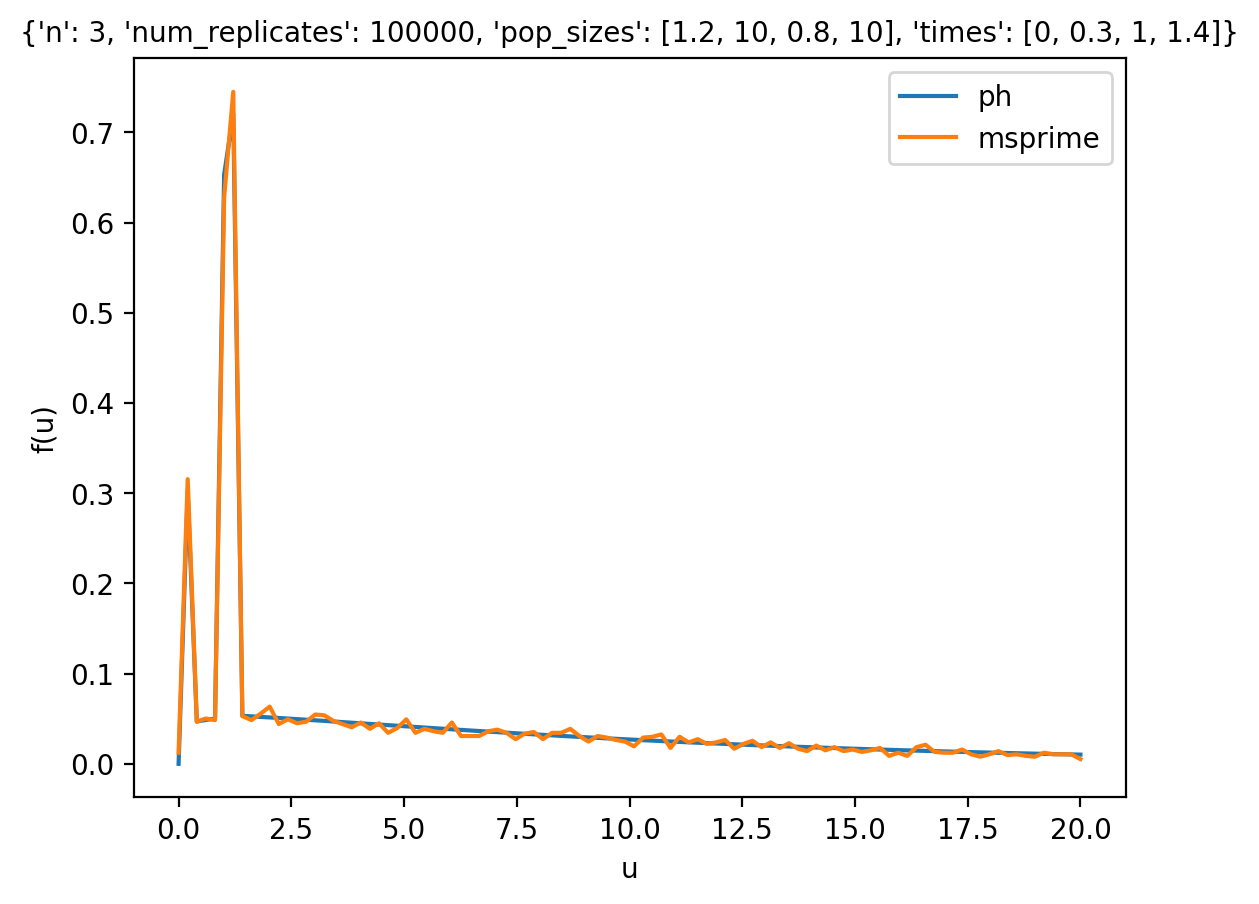 {'n': 3, 'num_replicates': 100000, 'pop_sizes': [1.2, 10, 0.8, 10], 'times': [0, 0.3, 1, 1.4]}
ph
msprime
0.7
0.6
0.5
0.4
0.3
0.2
0.1
0.0
f(u)
0.0 2.5 5.0 7.5 10.0 12.5 15.0 17.5 20.0
u